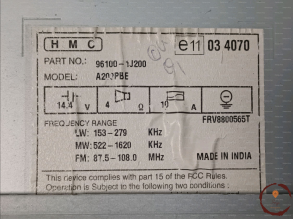 HMC
e11 03 4070
PART NO.: 96100-1J200
MODEL: A200PBE
14.4 V 4 Ω 10 A
FRV8800565T
FREQUENCY RANGE
LW: 153-279 KHz
MW: 522-1620 KHz
FM: 87.5-108.0 MHz MADE IN INDIA
This device complies with part 15 of the FCC Rules.
Operation is Subject to the following two conditions: